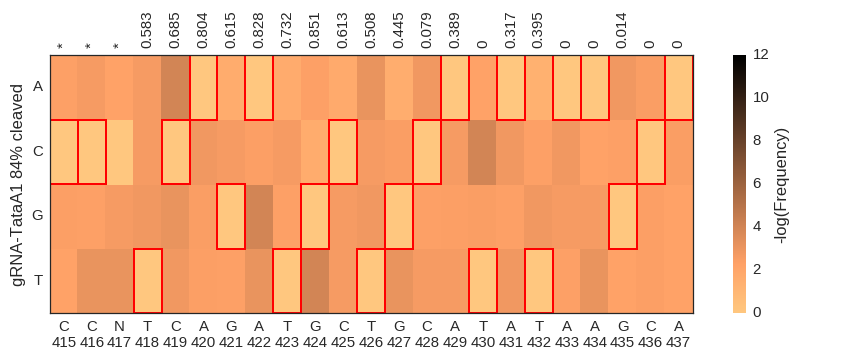 * * * 0.583 0.685 0.804 0.615 0.828 0.732 0.851 0.613 0.508 0.445 0.079 0.389 0 0.317 0.395 0 0 0.014 0 0
gRNA-TataA1 84% cleaved
A
C
G
T
C C N T C A G A T G C T G C A T A T A A G C A
415 416 417 418 419 420 421 422 423 424 425 426 427 428 429 430 431 432 433 434 435 436 437
12
10
8
6
4
2
0
-log(Frequency)